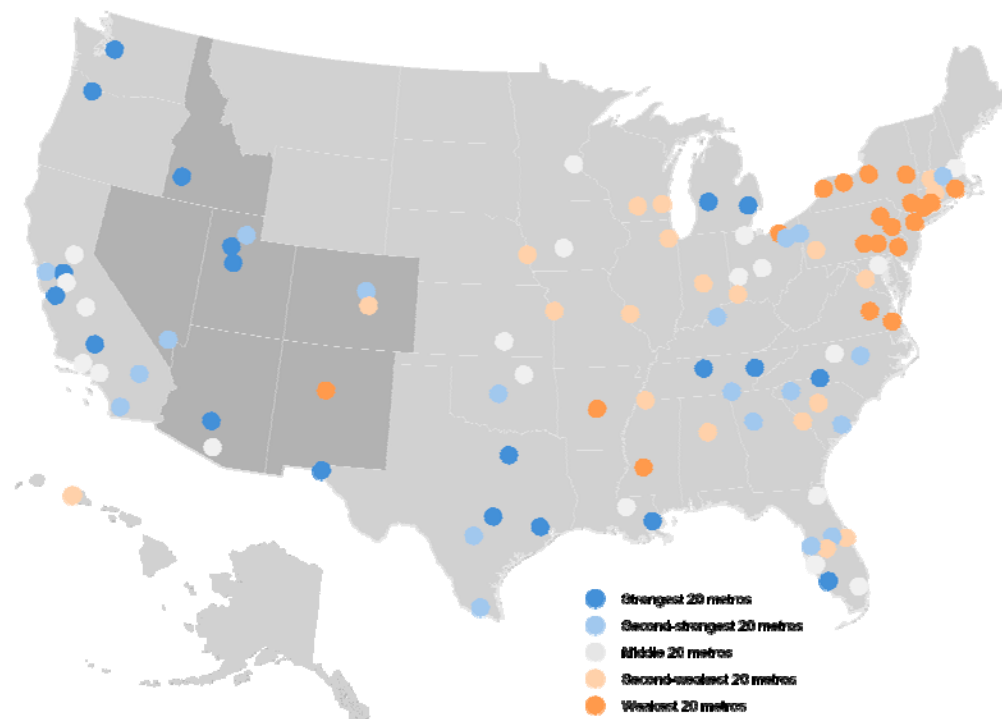 Strongest 20 metros
Second-strongest 20 metros
Middle 20 metros
Second-weakest 20 metros
Weakest 20 metros